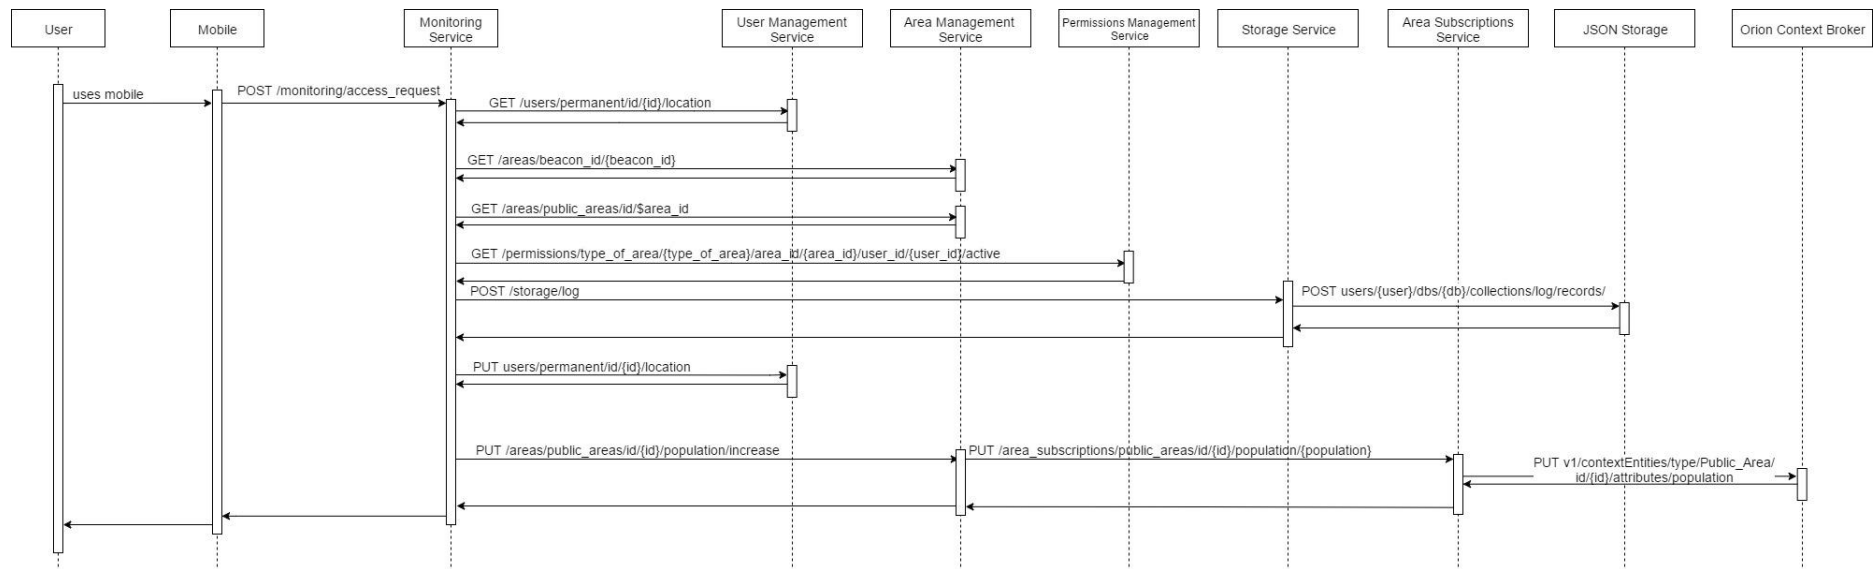 User
Mobile
Monitoring
Service
User Management
Service
Area Management
Service
Permissions Management
Service
Storage Service
Area Subscriptions
Service
JSON Storage
Orion Context Broker
uses mobile
POST /monitoring/access_request
GET /users/permanent/id/{id}/location
GET /areas/beacon_id/{beacon_id}
GET /areas/public_areas/id/$area_id
GET /permissions/type_of_area/{type_of_area}/area_id/{area_id}/user_id/{user_id}/active
POST /storage/log
POST users/{user}/dbs/{db}/collections/log/records/
PUT users/permanent/id/{id}/location
PUT /areas/public_areas/id/{id}/population/increase
PUT /area_subscriptions/public_areas/id/{id}/population/{population}
PUT v1/contextEntities/type/Public_Area/
id/{id}/attributes/population